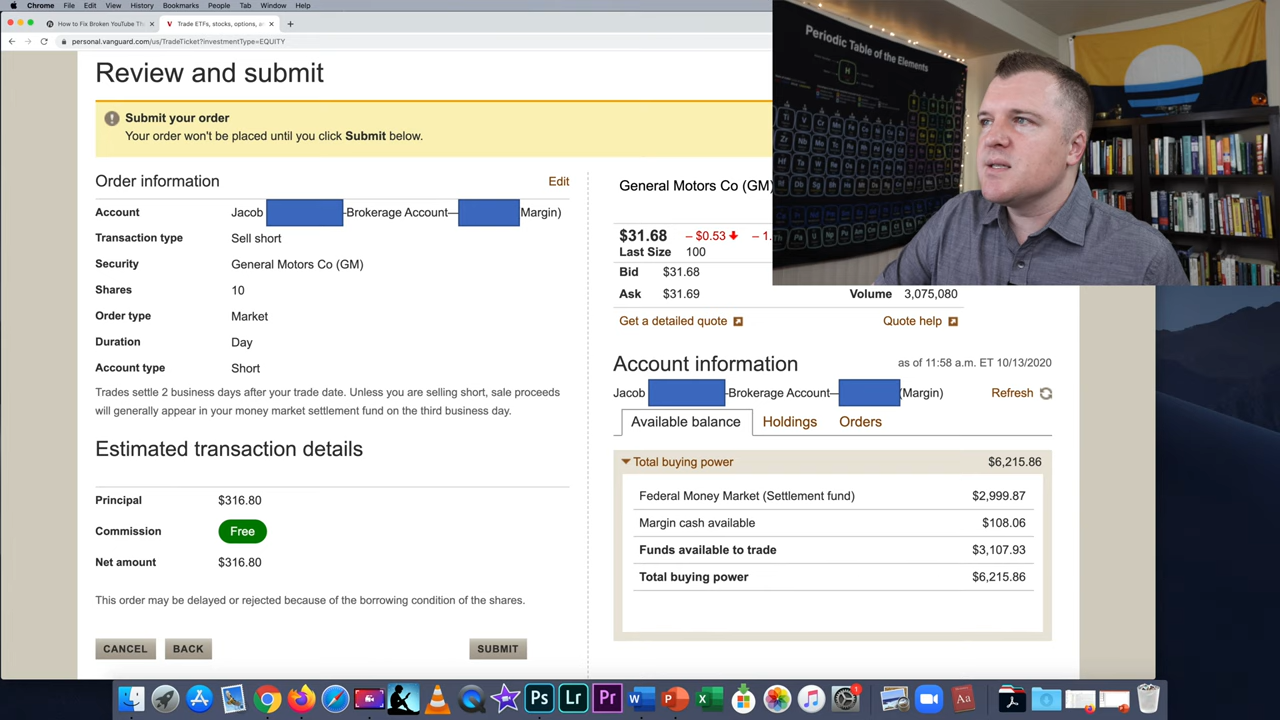 Chrome File Edit View History Bookmarks People Tab Window Help
How to Fix Broken YouTube Th
Trade ETFs, stocks, options,
personal.vanguard.com/us/TradeTicket?investmentType=EQUITY
Review and submit
Submit your order
Your order won't be placed until you click Submit below.
Order information Edit
Account Jacob -Brokerage Account— Margin)
Transaction type Sell short
Security General Motors Co (GM)
Shares 10
Order type Market
Duration Day
Account type Short
Trades settle 2 business days after your trade date. Unless you are selling short, sale proceeds
will generally appear in your money market settlement fund on the third business day.
Estimated transaction details
Principal $316.80
Commission Free
Net amount $316.80
This order may be delayed or rejected because of the borrowing condition of the shares.
CANCEL BACK SUBMIT
General Motors Co (GM)
$31.68 – $0.53 – 1.
Last Size 100
Bid $31.68
Ask $31.69 Volume 3,075,080
Get a detailed quote Quote help
Account information as of 11:58 a.m. ET 10/13/2020
Jacob -Brokerage Account— (Margin) Refresh
Available balance Holdings Orders
Total buying power $6,215.86
Federal Money Market (Settlement fund) $2,999.87
Margin cash available $108.06
Funds available to trade $3,107.93
Total buying power $6,215.86
Periodic Table of the Elements
H
Ps Lr Pr W P X Aa
1